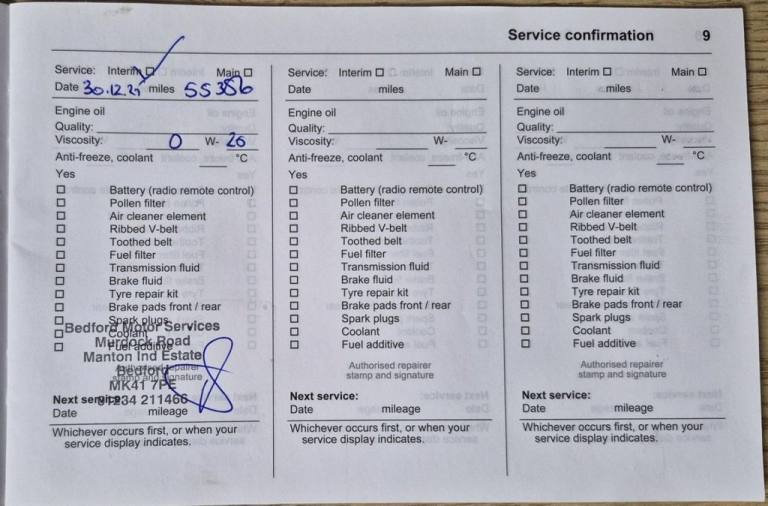 Service confirmation 9
Service: Interim Main
Date 30.12.21 miles 55386
Engine oil
Quality:
Viscosity: 0 W- 20
Anti-freeze, coolant °C
Yes
Battery (radio remote control)
Pollen filter
Air cleaner element
Ribbed V-belt
Toothed belt
Fuel filter
Transmission fluid
Brake fluid
Tyre repair kit
Brake pads front / rear
Spark plugs
Coolant
Fuel additive
Bedford Motor Services
Murdock Road
Manton Ind Estate
Bedford
MK41 7PE
01234 211466
Authorised repairer
stamp and signature
Next service:
Date mileage
Whichever occurs first, or when your
service display indicates.
Service: Interim Main
Date miles
Engine oil
Quality:
Viscosity: W-
Anti-freeze, coolant °C
Yes
Battery (radio remote control)
Pollen filter
Air cleaner element
Ribbed V-belt
Toothed belt
Fuel filter
Transmission fluid
Brake fluid
Tyre repair kit
Brake pads front / rear
Spark plugs
Coolant
Fuel additive
Authorised repairer
stamp and signature
Next service:
Date mileage
Whichever occurs first, or when your
service display indicates.
Service: Interim Main
Date miles
Engine oil
Quality:
Viscosity: W-
Anti-freeze, coolant °C
Yes
Battery (radio remote control)
Pollen filter
Air cleaner element
Ribbed V-belt
Toothed belt
Fuel filter
Transmission fluid
Brake fluid
Tyre repair kit
Brake pads front / rear
Spark plugs
Coolant
Fuel additive
Authorised repairer
stamp and signature
Next service:
Date mileage
Whichever occurs first, or when your
service display indicates.